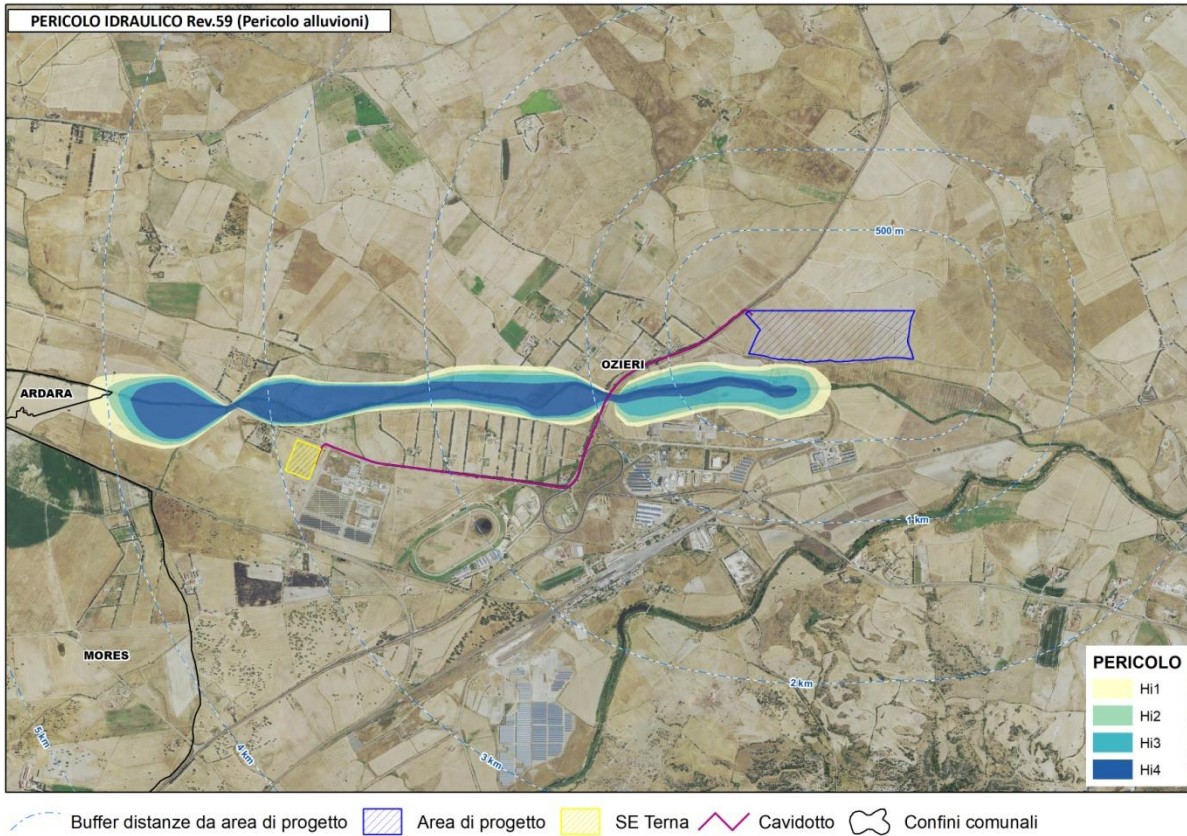 PERICOLO IDRAULICO Rev.59 (Pericolo alluvioni)
500 m
OZIERI
ARDARA
1 km
MORES
2 km
5 km
4 km
3 km
PERICOLO
Hi1
Hi2
Hi3
Hi4
Buffer distanze da area di progetto
Area di progetto
SE Terna
Cavidotto
Confini comunali